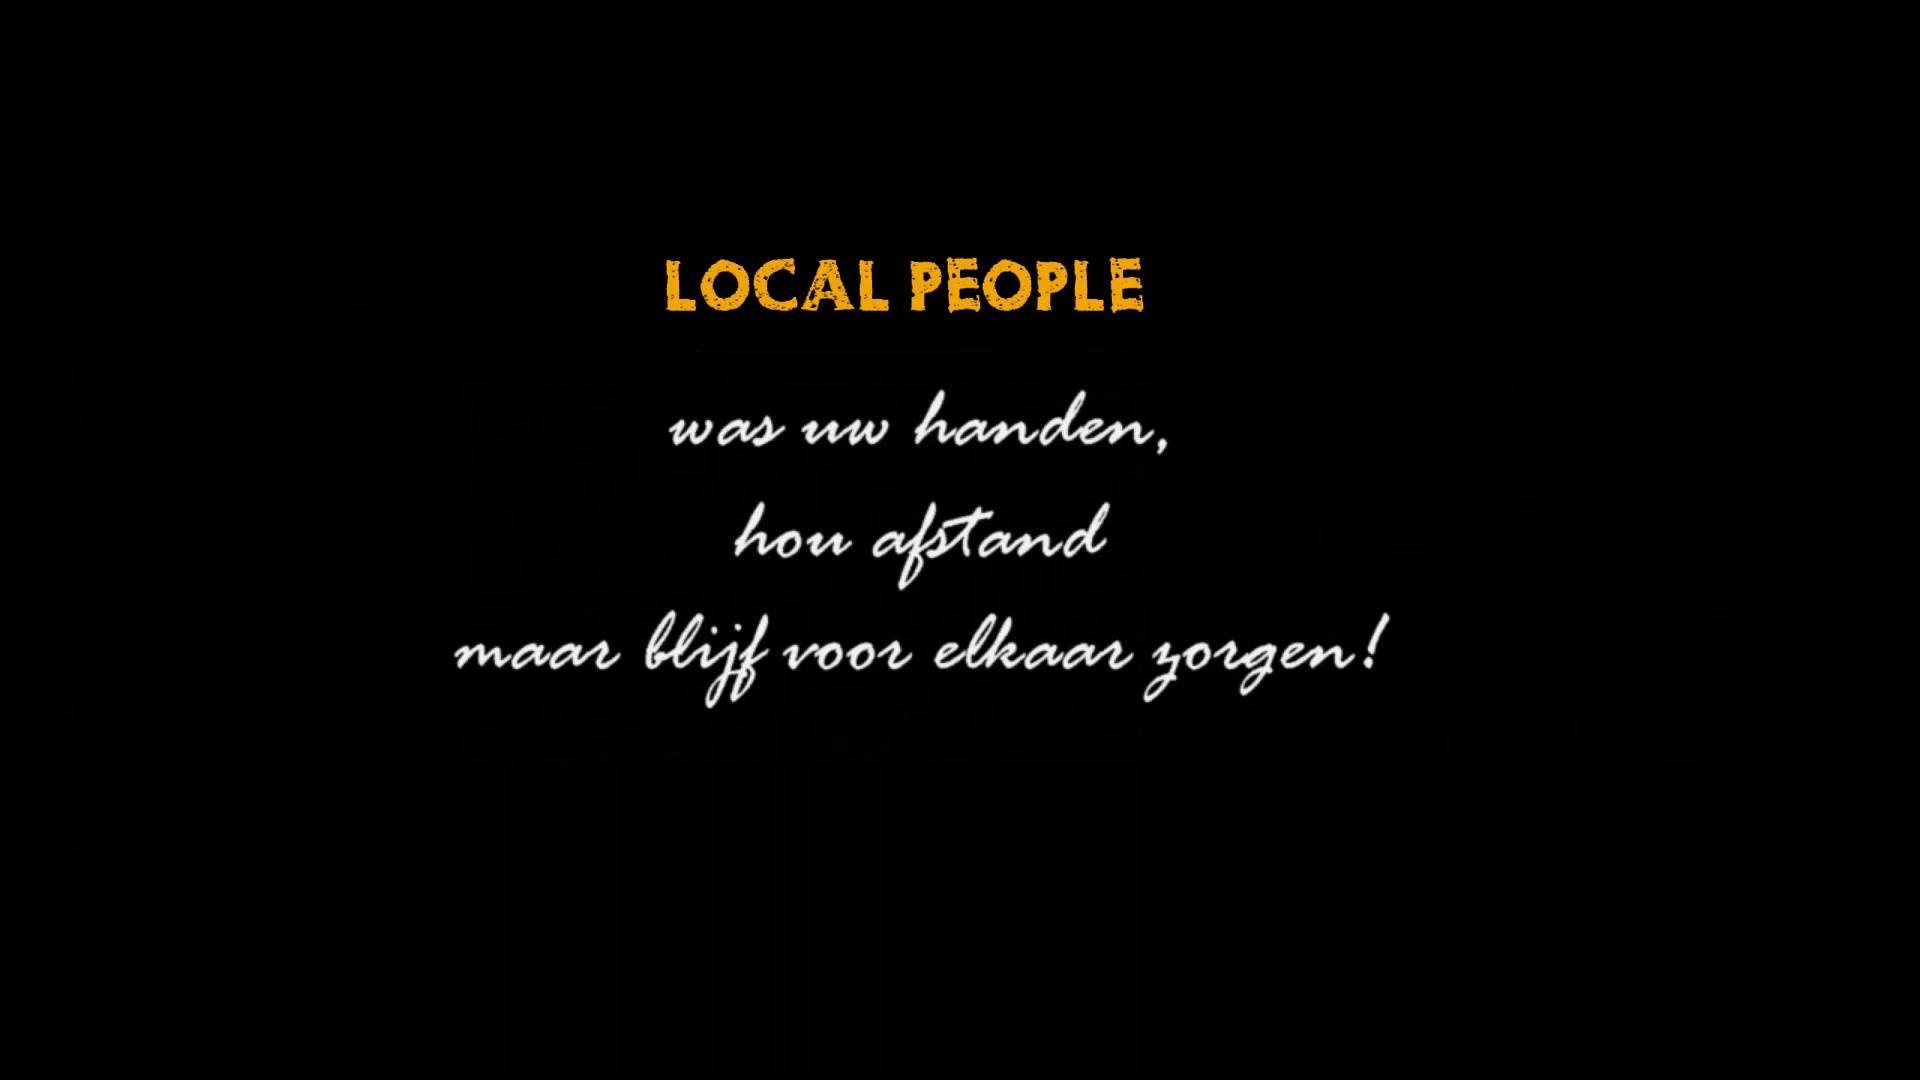 LOCAL PEOPLE
was uw handen,
hou afstand
maar blijf voor elkaar zorgen!